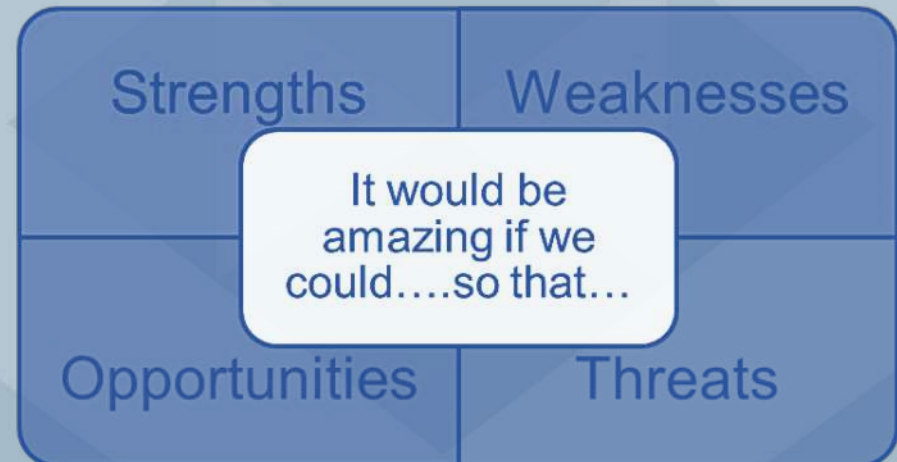 Strengths
Weaknesses
It would be
amazing if we
could....so that...
Opportunities
Threats